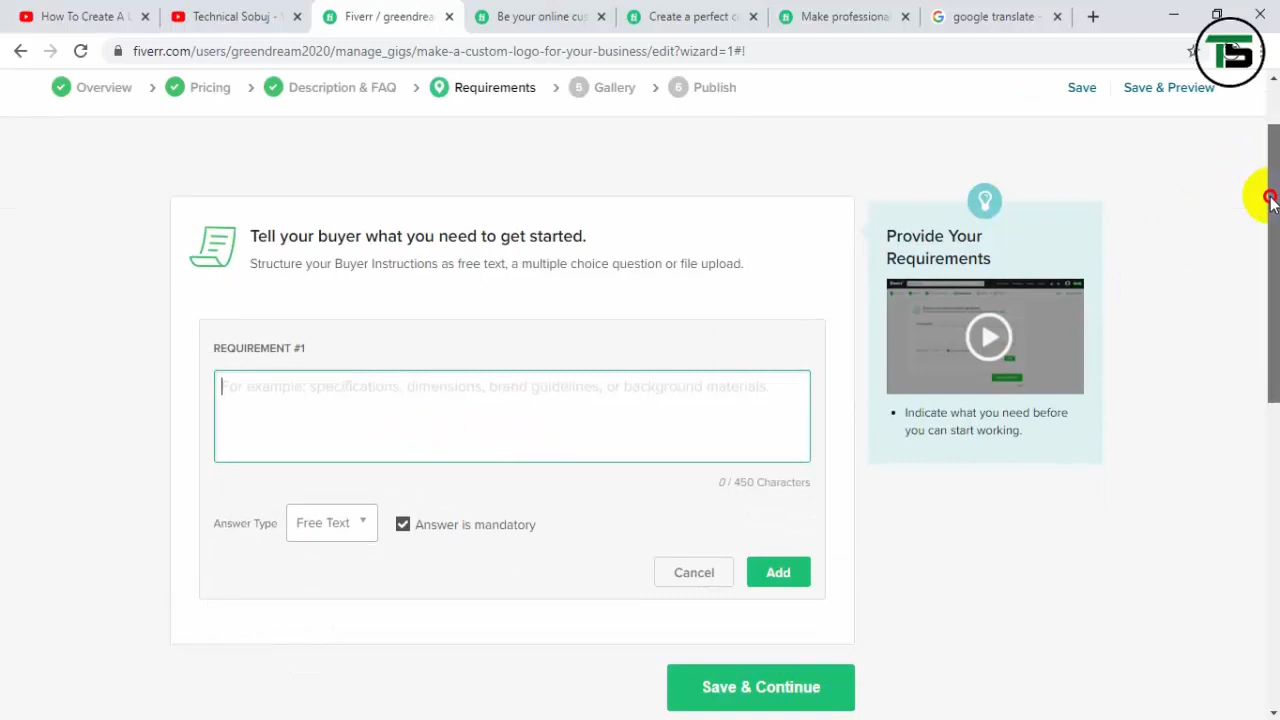 How To Create A U
Technical Sobuj -
Fiverr / greendrea
Be your online cus
Create a perfect c
Make professional
google translate -
fiverr.com/users/greendream2020/manage_gigs/make-a-custom-logo-for-your-business/edit?wizard=1#!
TS
Overview
Pricing
Description & FAQ
Requirements
5 Gallery
6 Publish
Save
Save & Preview
Tell your buyer what you need to get started.
Structure your Buyer Instructions as free text, a multiple choice question or file upload.
REQUIREMENT #1
For example: specifications, dimensions, brand guidelines, or background materials.
0 / 450 Characters
Answer Type
Free Text
Answer is mandatory
Cancel
Add
Save & Continue
Provide Your
Requirements
Indicate what you need before
you can start working.